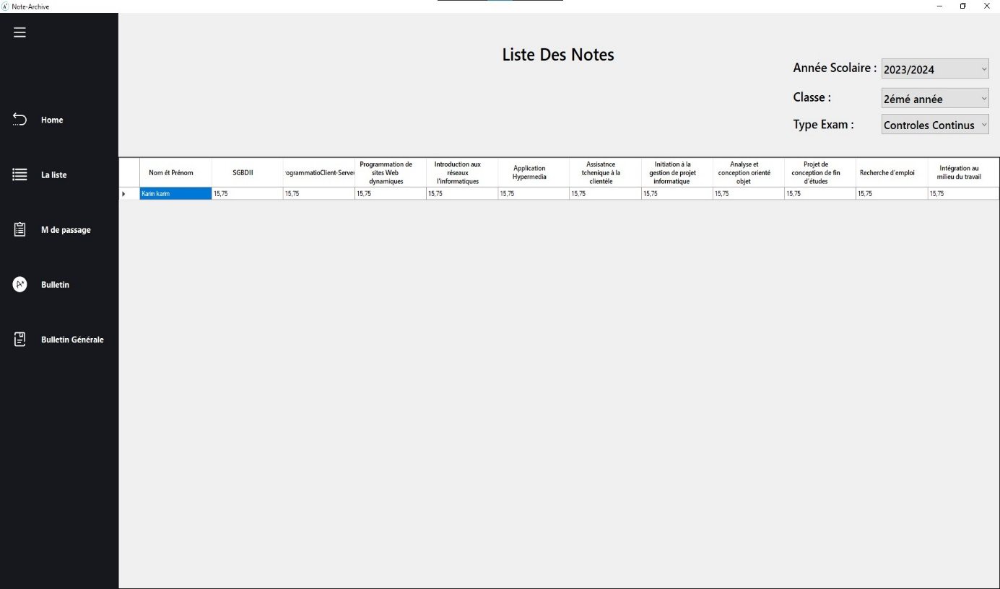 Note-Archive
Liste Des Notes
Année Scolaire :
2023/2024
Classe :
2émé année
Type Exam :
Controles Continus
Home
La liste
M de passage
Bulletin
Bulletin Générale
Nom ét Prénom
SGBDII
rogrammatioClient-Serveu
Programmation de
sites Web
dynamiques
Introduction aux
réseaux
l'informatiques
Application
Hypermedia
Assisatnce
tchenique à la
clientèle
Initiation à la
gestion de projet
informatique
Analyse et
conception orienté
objet
Projet de
conception de fin
d'études
Recherche d'emploi
Intégration au
milieu du travail
Karim karim 15,75 15,75 15,75 15,75 15,75 15,75 15,75 15,75 15,75 15,75 15,75